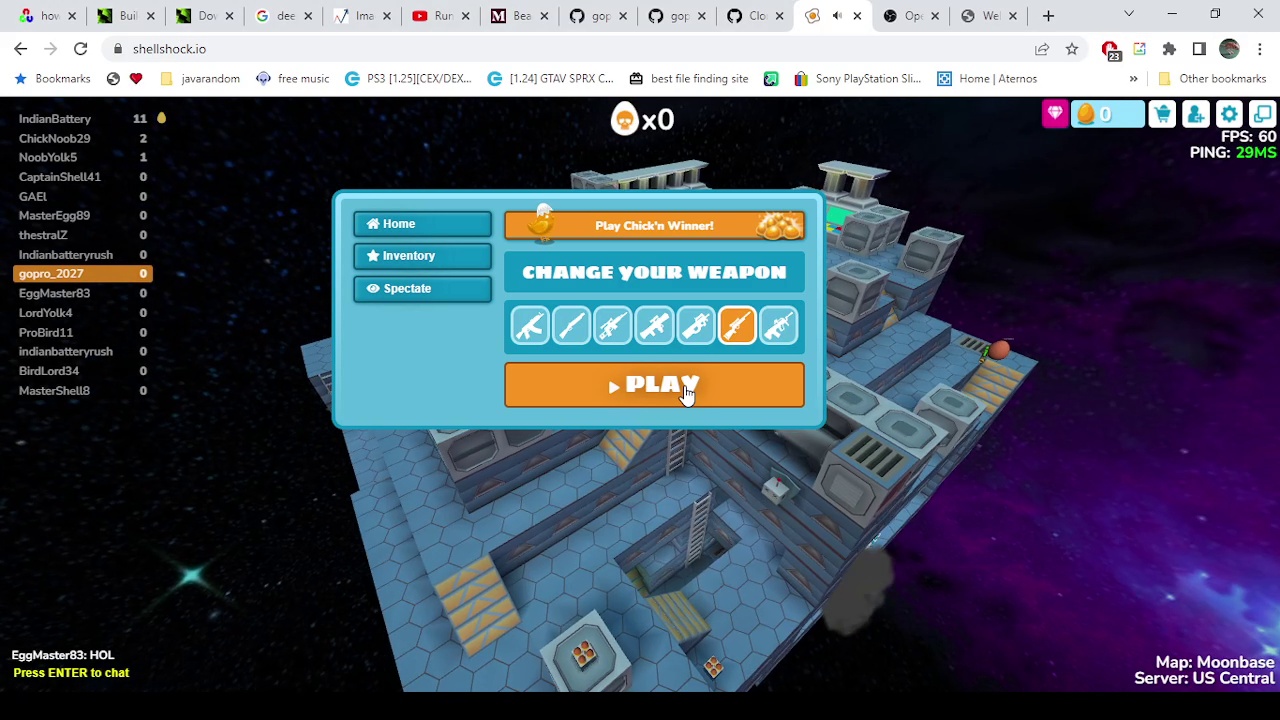 how
Buil
Dov
dee
Ima
Run
Bea
gop
gop
Clo
Ope
Wel
shellshock.io
23
Bookmarks
javarandom
free music
PS3 [1.25][CEX/DEX...
[1.24] GTAV SPRX C...
best file finding site
Sony PlayStation Sli...
Home | Aternos
»
Other bookmarks
IndianBattery 11
ChickNoob29 2
NoobYolk5 1
CaptainShell41 0
GAEl 0
MasterEgg89 0
thestralZ 0
Indianbatteryrush 0
gopro_2027 0
EggMaster83 0
LordYolk4 0
ProBird11 0
indianbatteryrush 0
BirdLord34 0
MasterShell8 0
x0
0
FPS: 60
PING: 29MS
Home
Inventory
Spectate
Play Chick'n Winner!
CHANGE YOUR WEAPON
PLAY
EggMaster83: HOL
Press ENTER to chat
Map: Moonbase
Server: US Central